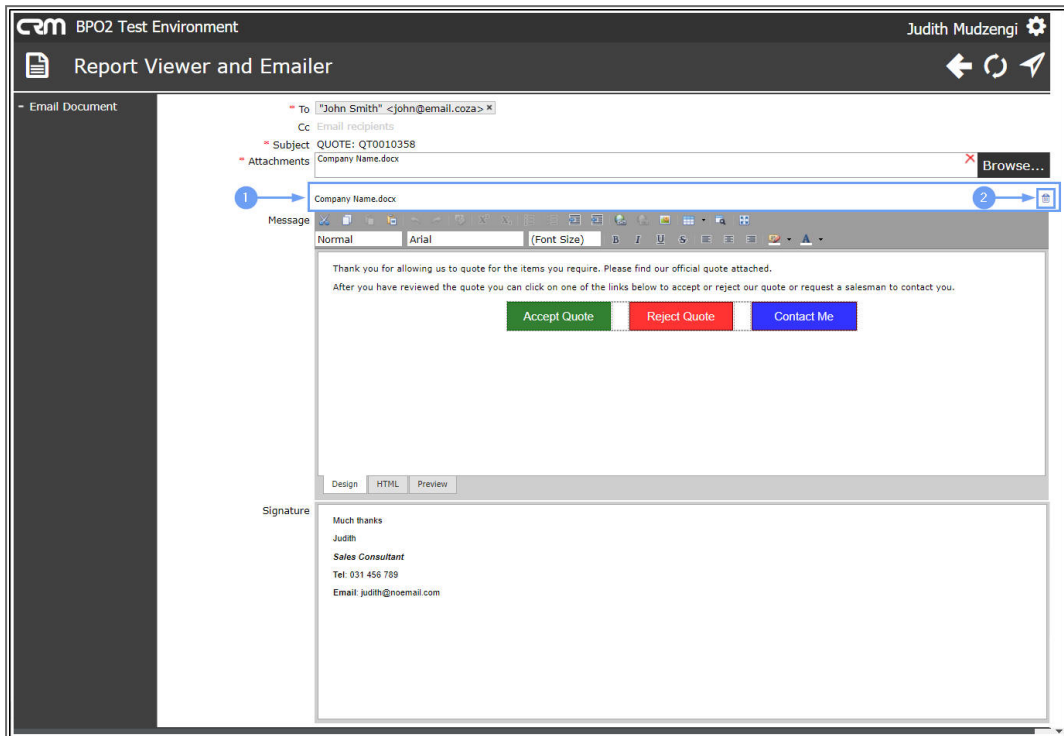 CRM BPO2 Test Environment
Judith Mudzengi
Report Viewer and Emailer
- Email Document
* To "John Smith" <john@email.coza> ×
Cc Email recipients
* Subject QUOTE: QT0010358
* Attachments Company Name.docx
Browse...
1 Company Name.docx 2
Message
Normal Arial (Font Size) B I U S A
Thank you for allowing us to quote for the items you require. Please find our official quote attached.
After you have reviewed the quote you can click on one of the links below to accept or reject our quote or request a salesman to contact you.
Accept Quote Reject Quote Contact Me
Design HTML Preview
Signature
Much thanks
Judith
Sales Consultant
Tel: 031 456 789
Email: judith@noemail.com